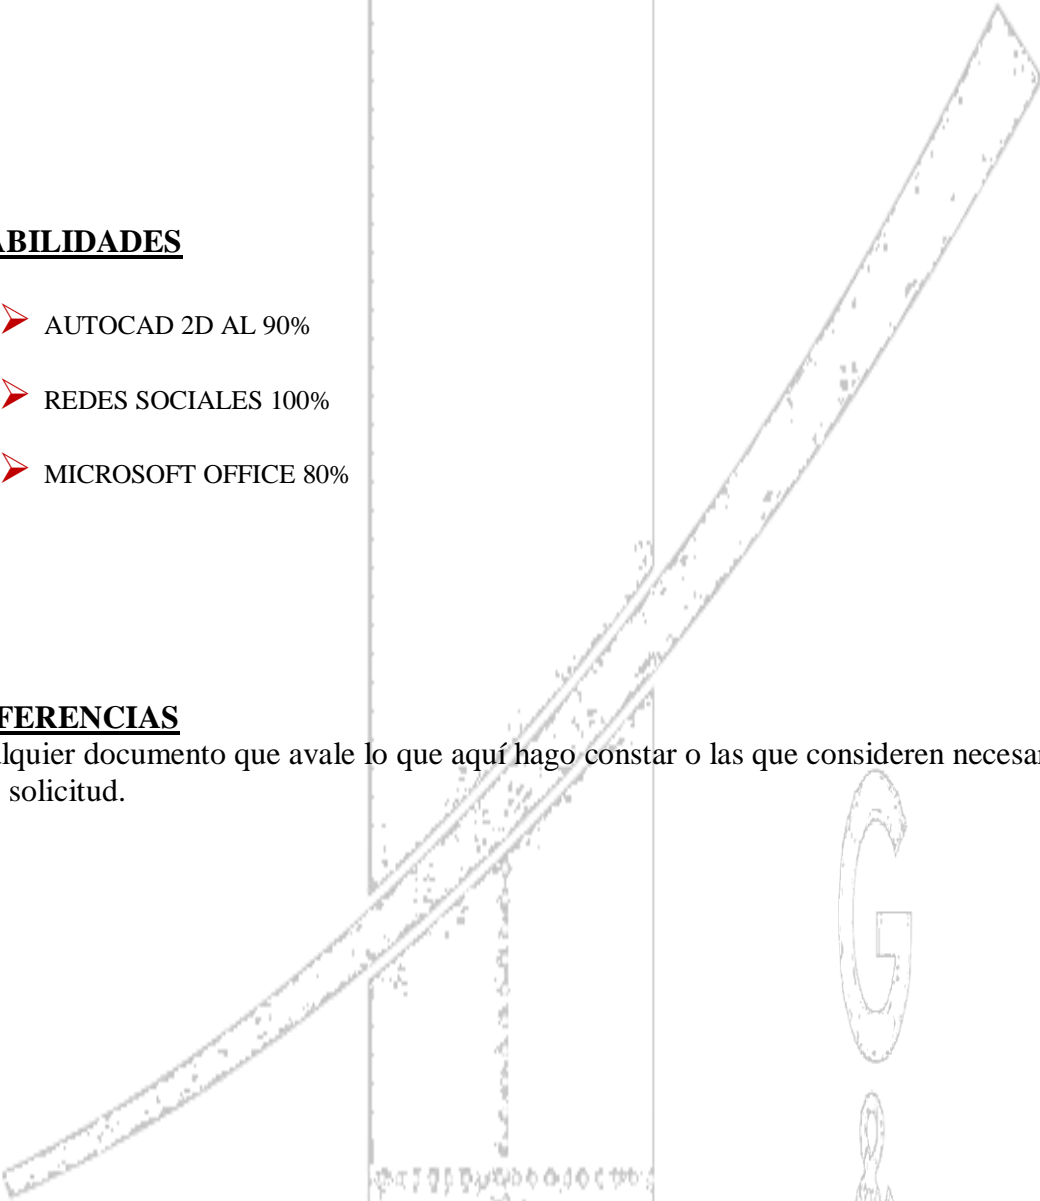 ABILIDADES
AUTOCAD 2D AL 90%
REDES SOCIALES 100%
MICROSOFT OFFICE 80%
FERENCIAS
lquier documento que avale lo que aquí hago constar o las que consideren necesar
solicitud.
G
&